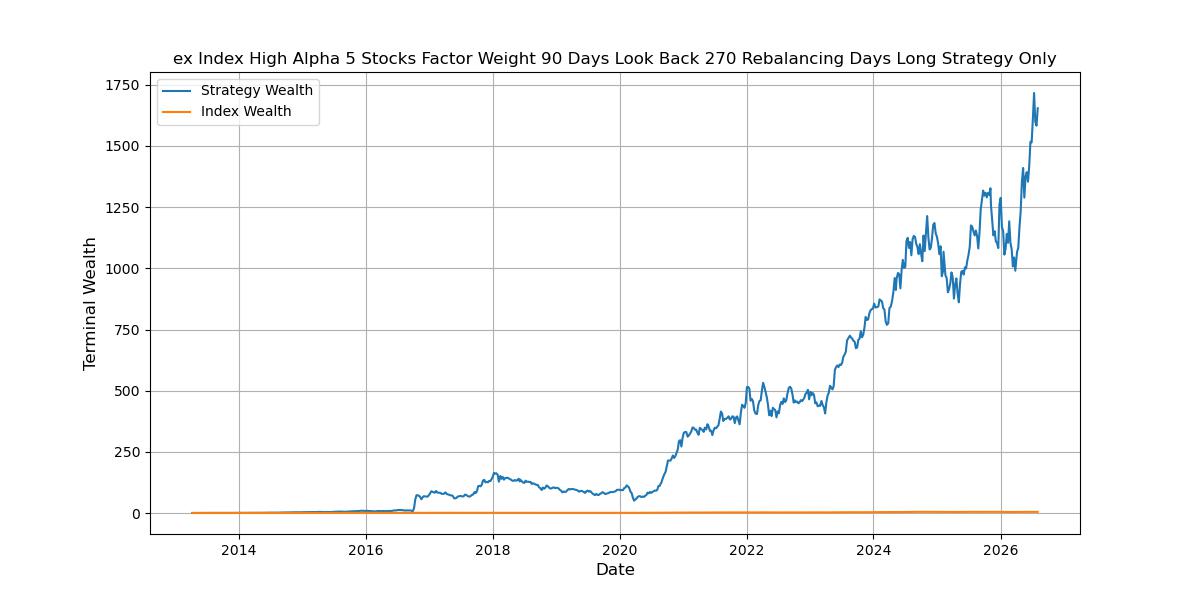 ex Index High Alpha 5 Stocks Factor Weight 90 Days Look Back 270 Rebalancing Days Long Strategy Only
Strategy Wealth
Index Wealth
Terminal Wealth
1750
1500
1250
1000
750
500
250
0
2014 2016 2018 2020 2022 2024 2026
Date